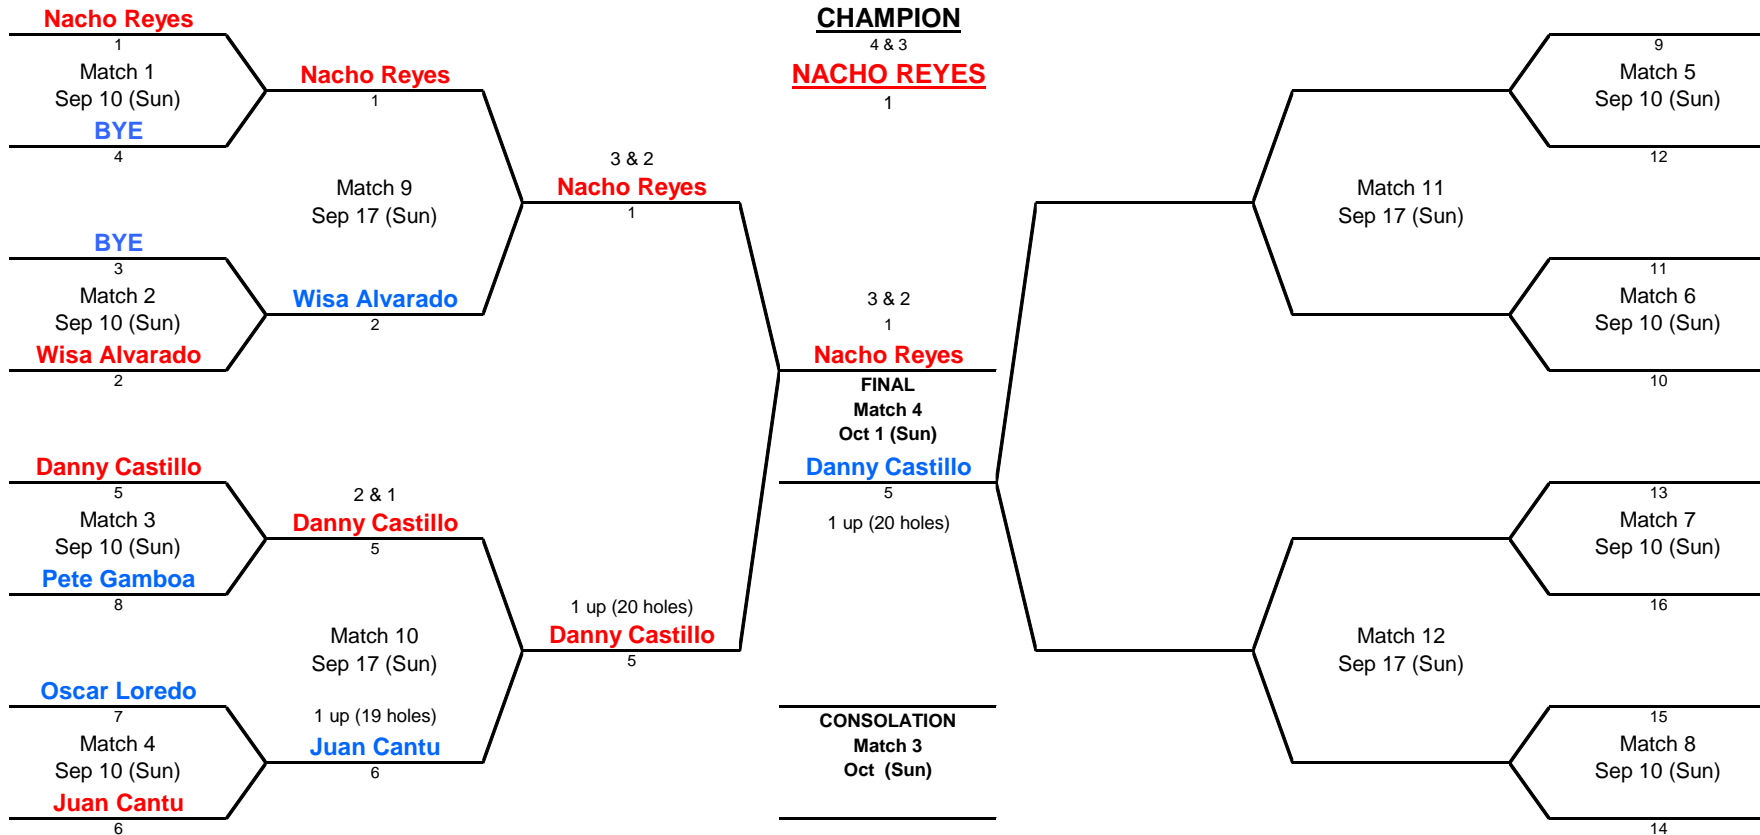 Nacho Reyes
1
Match 1
Sep 10 (Sun)
BYE
4
BYE
3
Match 2
Sep 10 (Sun)
Wisa Alvarado
2
Danny Castillo
5
Match 3
Sep 10 (Sun)
Pete Gamboa
8
Oscar Loredo
7
Match 4
Sep 10 (Sun)
Juan Cantu
6
Nacho Reyes
1
Match 9
Sep 17 (Sun)
Wisa Alvarado
2
2 & 1
Danny Castillo
5
Match 10
Sep 17 (Sun)
1 up (19 holes)
Juan Cantu
6
3 & 2
Nacho Reyes
1
1 up (20 holes)
Danny Castillo
5
CHAMPION
4 & 3
NACHO REYES
1
3 & 2
1
Nacho Reyes
FINAL
Match 4
Oct 1 (Sun)
Danny Castillo
5
1 up (20 holes)
CONSOLATION
Match 3
Oct (Sun)
Match 11
Sep 17 (Sun)
Match 12
Sep 17 (Sun)
9
Match 5
Sep 10 (Sun)
12
11
Match 6
Sep 10 (Sun)
10
13
Match 7
Sep 10 (Sun)
16
15
Match 8
Sep 10 (Sun)
14